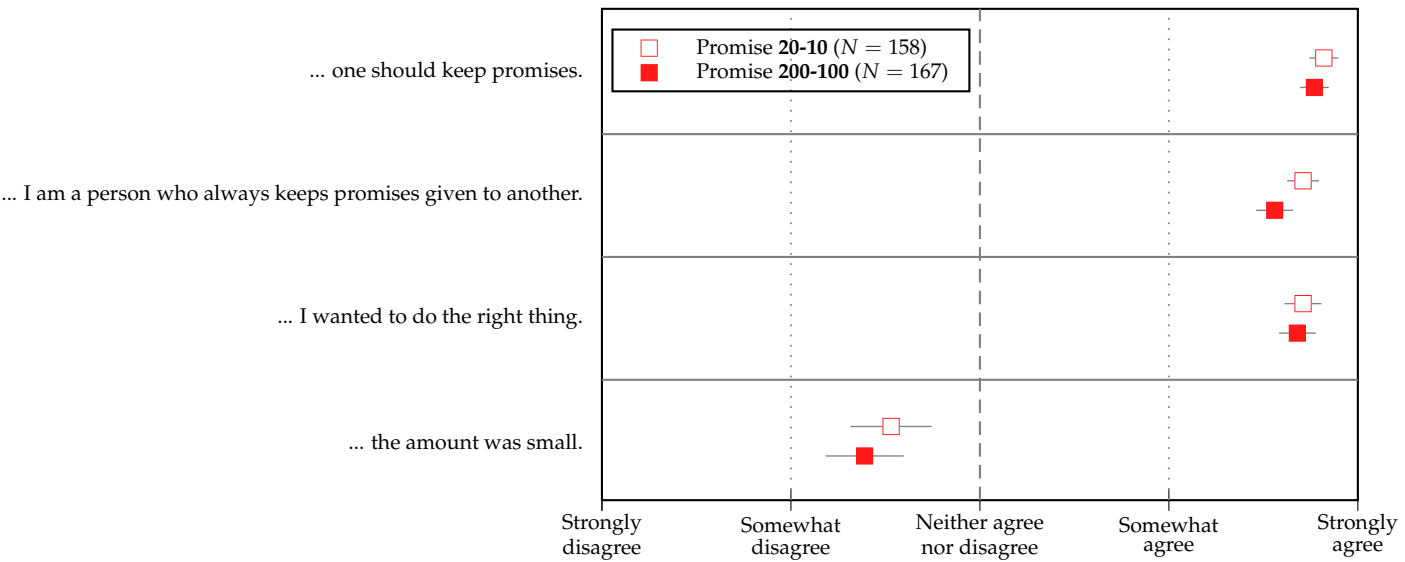 Promise 20-10 (N = 158)
Promise 200-100 (N = 167)
... one should keep promises.
... I am a person who always keeps promises given to another.
... I wanted to do the right thing.
... the amount was small.
Strongly
disagree
Somewhat
disagree
Neither agree
nor disagree
Somewhat
agree
Strongly
agree